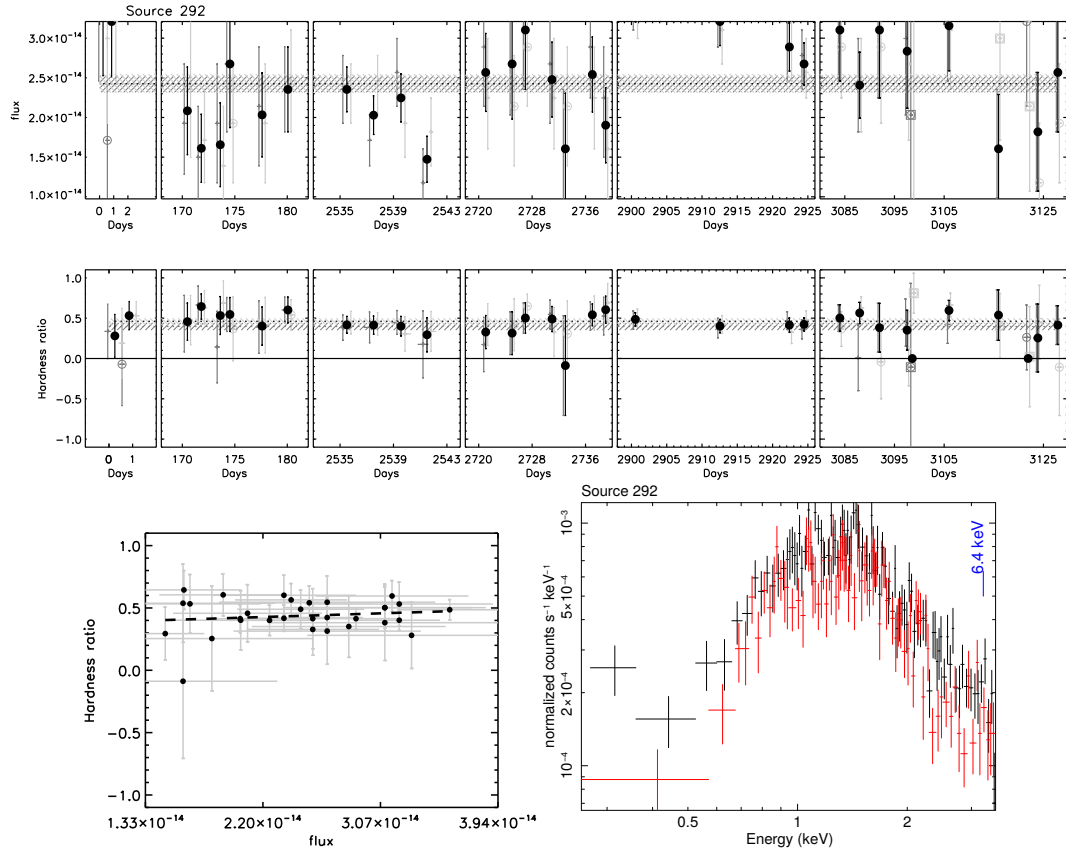 Source 292
flux
3.0×10⁻¹⁴
2.5×10⁻¹⁴
2.0×10⁻¹⁴
1.5×10⁻¹⁴
1.0×10⁻¹⁴
0 1 2
170 175 180
2535 2539 2543
2720 2728 2736
2900 2905 2910 2915 2920 2925
3085 3095 3105 3125
Days Days Days Days Days Days
Hardness ratio
1.0
0.5
0.0
−0.5
−1.0
0 1
170 175 180
2535 2539 2543
2720 2728 2736
2900 2905 2910 2915 2920 2925
3085 3095 3105 3125
Days Days Days Days Days Days
Hardness ratio
1.0
0.5
0.0
−0.5
−1.0
1.33×10⁻¹⁴ 2.20×10⁻¹⁴ 3.07×10⁻¹⁴ 3.94×10⁻¹⁴
flux
Source 292
normalized counts s⁻¹ keV⁻¹
10⁻³
5×10⁻⁴
2×10⁻⁴
10⁻⁴
6.4 keV
0.5 1 2
Energy (keV)